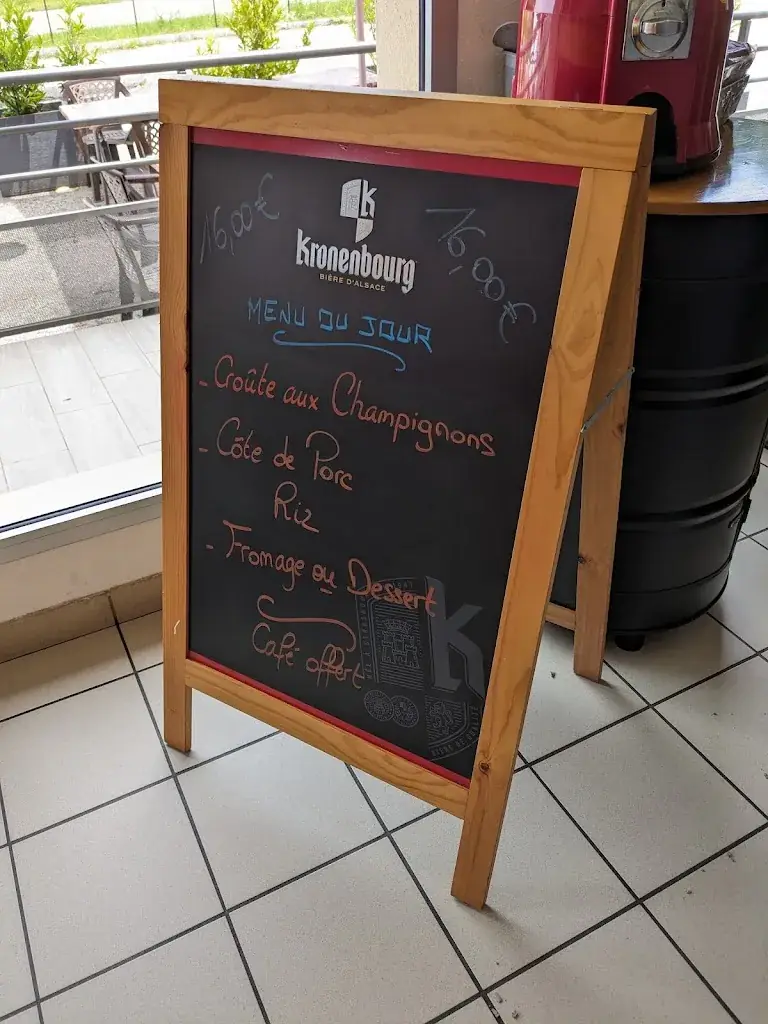 16,00€
16,00€
K
Kronenbourg
BIÈRE D'ALSACE
MENU DU JOUR
- Croûte aux Champignons
- Côte de Porc
Riz
- Fromage ou Dessert
Café offert
K